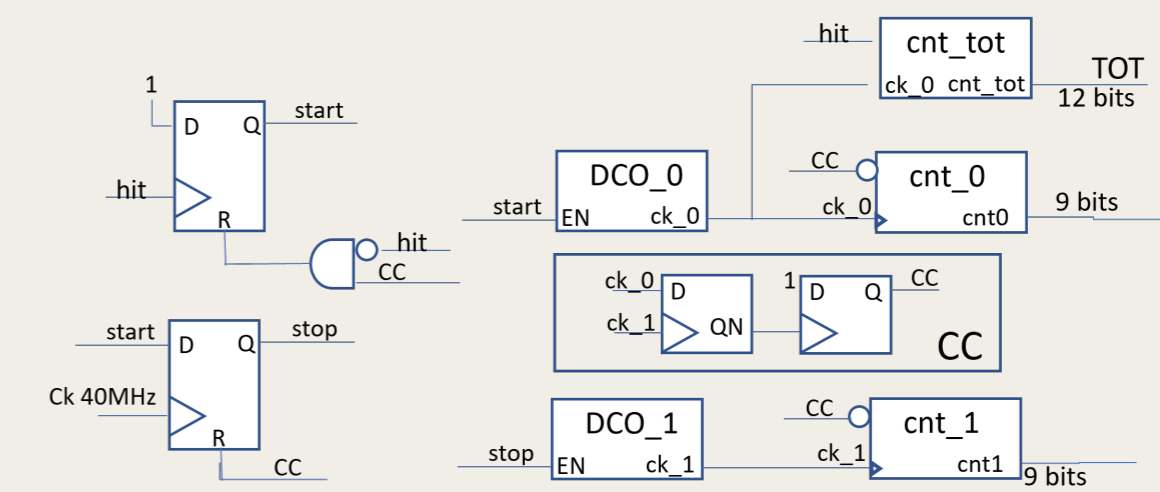 1
D Q start
hit
R
hit
CC
start D Q stop
Ck 40MHz
R
CC
hit cnt_tot
ck_0 cnt_tot TOT
12 bits
DCO_0
start EN ck_0
CC cnt_0
ck_0 cnt0 9 bits
ck_0 D 1 D Q CC
ck_1 QN
CC
DCO_1
stop EN ck_1
CC cnt_1
ck_1 cnt1 9 bits